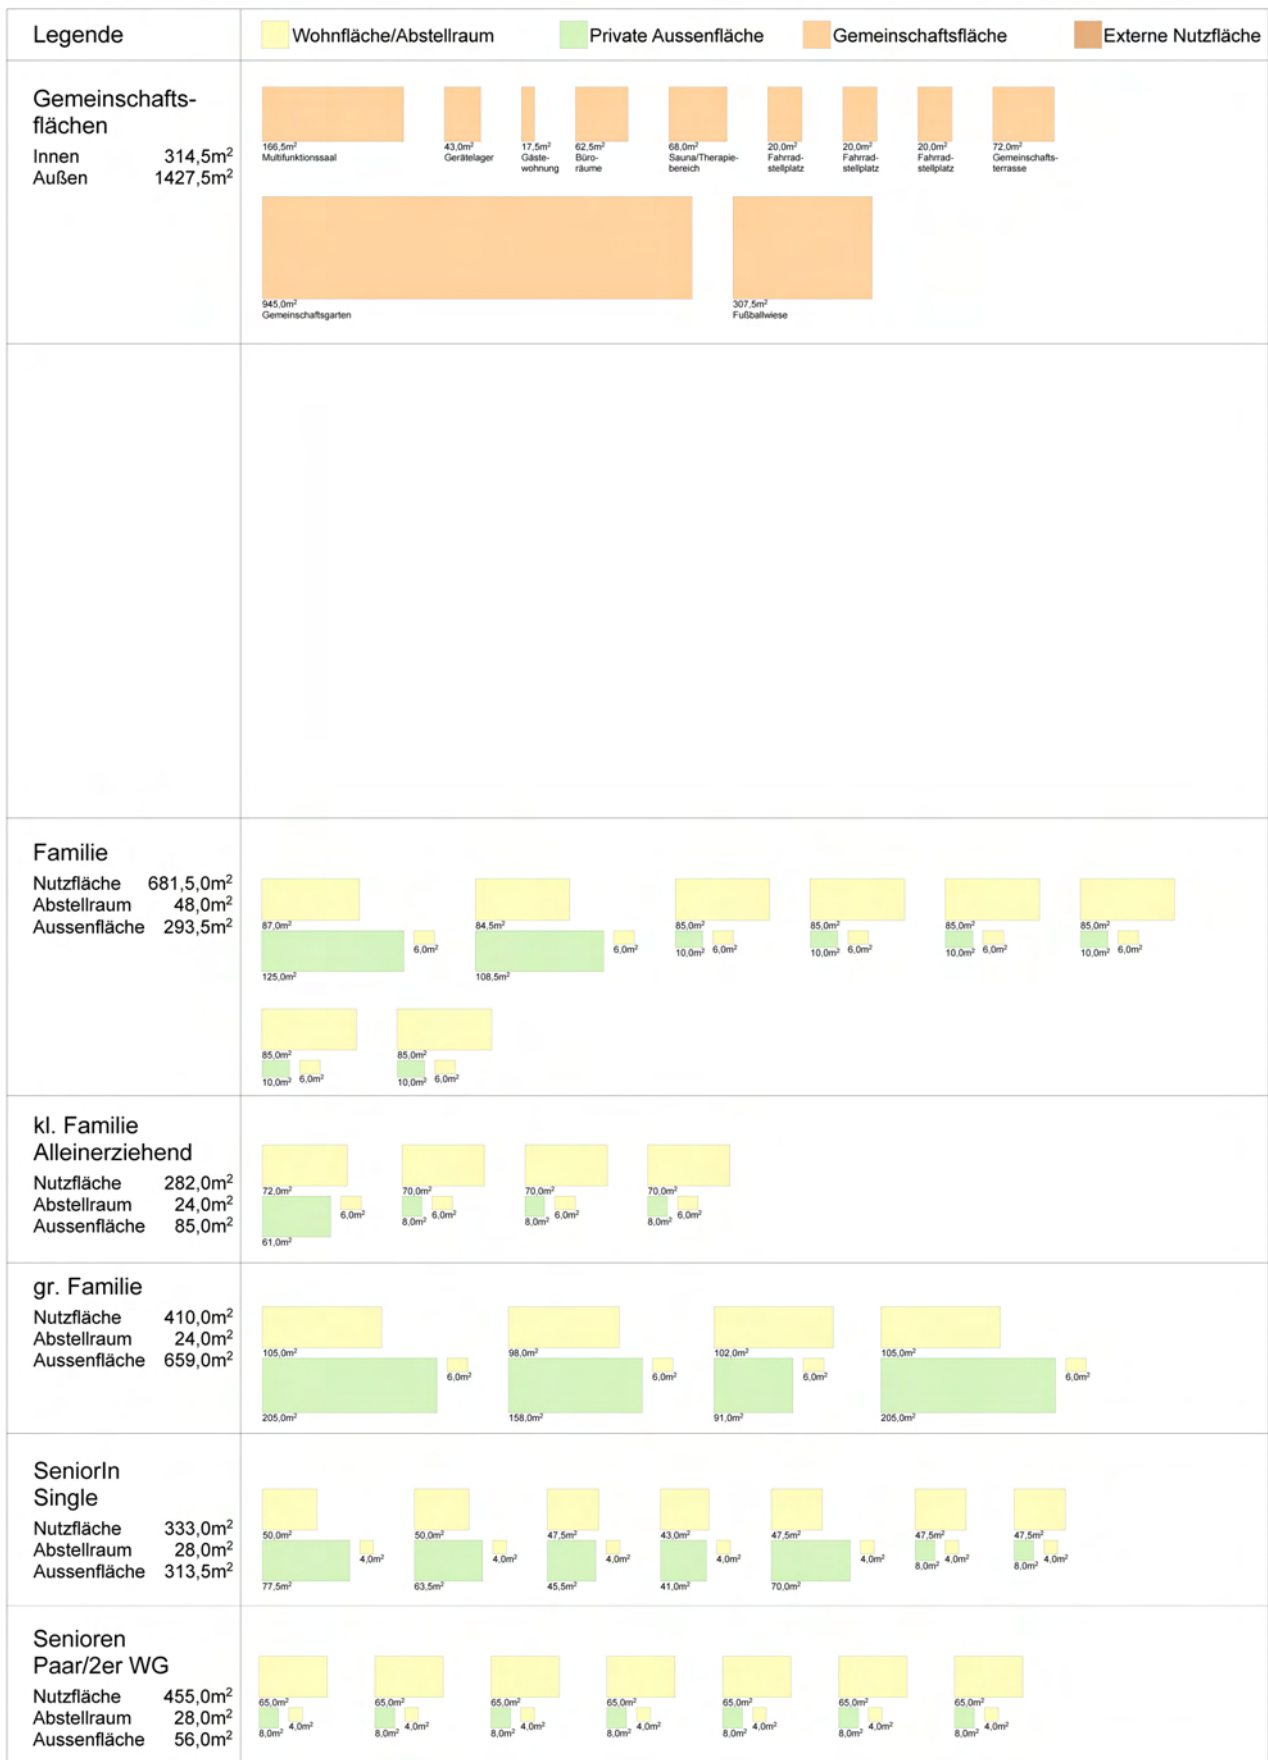 Legende
Wohnfläche/Abstellraum
Private Aussenfläche
Gemeinschaftsfläche
Externe Nutzfläche
Gemeinschafts-
flächen
Innen 314,5m²
Außen 1427,5m²
166,5m²
Multifunktionssaal
43,0m²
Gerätelager
17,5m²
Gäste-
wohnung
62,5m²
Büro-
räume
68,0m²
Sauna/Therapie-
bereich
20,0m²
Fahrrad-
stellplatz
20,0m²
Fahrrad-
stellplatz
20,0m²
Fahrrad-
stellplatz
72,0m²
Gemeinschafts-
terrasse
945,0m²
Gemeinschaftsgarten
307,5m²
Fußballwiese
Familie
Nutzfläche 681,5,0m²
Abstellraum 48,0m²
Aussenfläche 293,5m²
87,0m²
6,0m²
125,0m²
84,5m²
6,0m²
108,5m²
85,0m²
10,0m² 6,0m²
85,0m²
10,0m² 6,0m²
85,0m²
10,0m² 6,0m²
85,0m²
10,0m² 6,0m²
85,0m²
10,0m² 6,0m²
85,0m²
10,0m² 6,0m²
kl. Familie
Alleinerziehend
Nutzfläche 282,0m²
Abstellraum 24,0m²
Aussenfläche 85,0m²
72,0m²
6,0m²
61,0m²
70,0m²
8,0m² 6,0m²
70,0m²
8,0m² 6,0m²
70,0m²
8,0m² 6,0m²
gr. Familie
Nutzfläche 410,0m²
Abstellraum 24,0m²
Aussenfläche 659,0m²
105,0m²
6,0m²
205,0m²
98,0m²
6,0m²
158,0m²
102,0m²
6,0m²
91,0m²
105,0m²
6,0m²
205,0m²
SeniorIn
Single
Nutzfläche 333,0m²
Abstellraum 28,0m²
Aussenfläche 313,5m²
50,0m²
4,0m²
77,5m²
50,0m²
4,0m²
63,5m²
47,5m²
4,0m²
45,5m²
43,0m²
4,0m²
41,0m²
47,5m²
4,0m²
70,0m²
47,5m²
8,0m² 4,0m²
47,5m²
8,0m² 4,0m²
Senioren
Paar/2er WG
Nutzfläche 455,0m²
Abstellraum 28,0m²
Aussenfläche 56,0m²
65,0m²
8,0m² 4,0m²
65,0m²
8,0m² 4,0m²
65,0m²
8,0m² 4,0m²
65,0m²
8,0m² 4,0m²
65,0m²
8,0m² 4,0m²
65,0m²
8,0m² 4,0m²
65,0m²
8,0m² 4,0m²